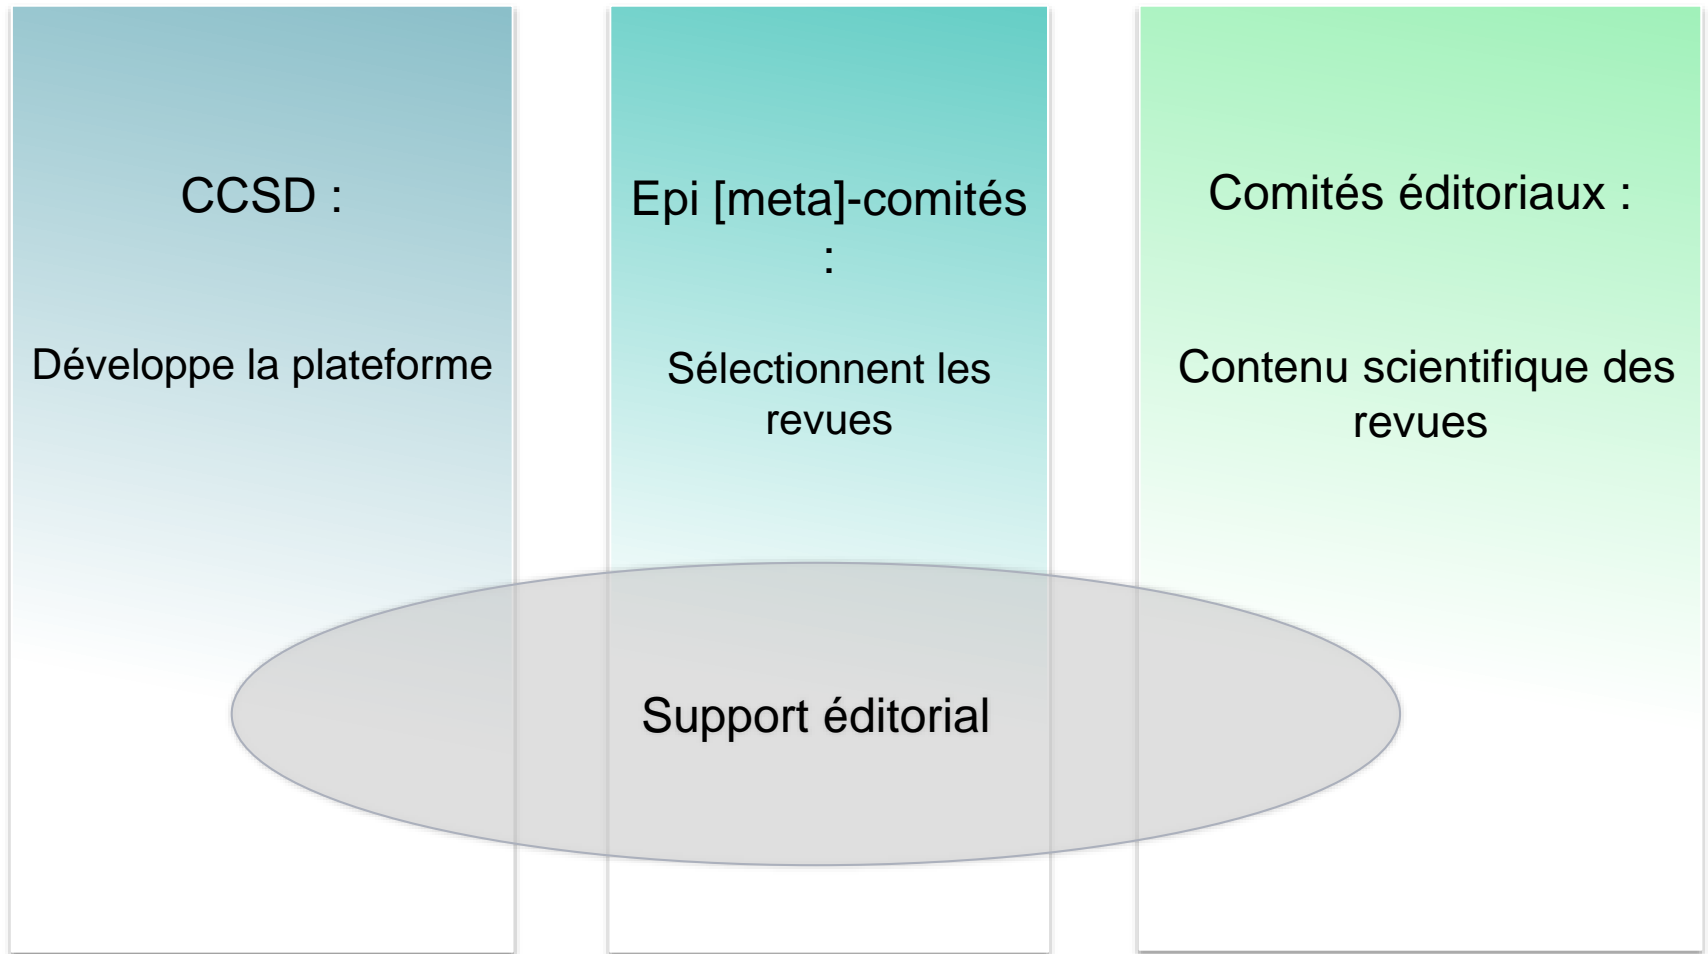 CCSD :
Développe la plateforme
Epi [meta]-comités
:
Sélectionnent les
revues
Comités éditoriaux :
Contenu scientifique des
revues
Support éditorial